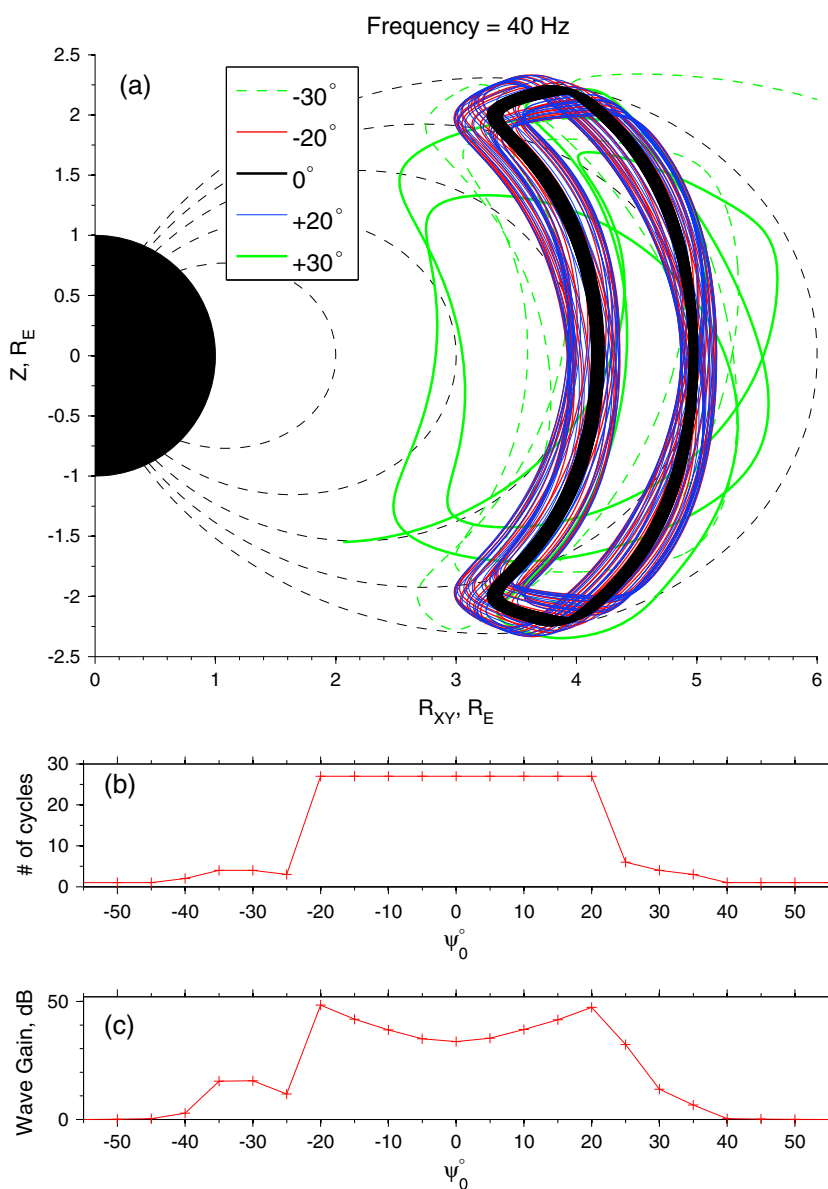 Frequency = 40 Hz
(a)
-30°
-20°
0°
+20°
+30°
2.5
2
1.5
1
0.5
0
-0.5
-1
-1.5
-2
-2.5
Z, R_E
0 1 2 3 4 5 6
R_XY, R_E
(b)
30
20
10
0
# of cycles
-50 -40 -30 -20 -10 0 10 20 30 40 50
ψ₀°
(c)
50
0
Wave Gain, dB
-50 -40 -30 -20 -10 0 10 20 30 40 50
ψ₀°